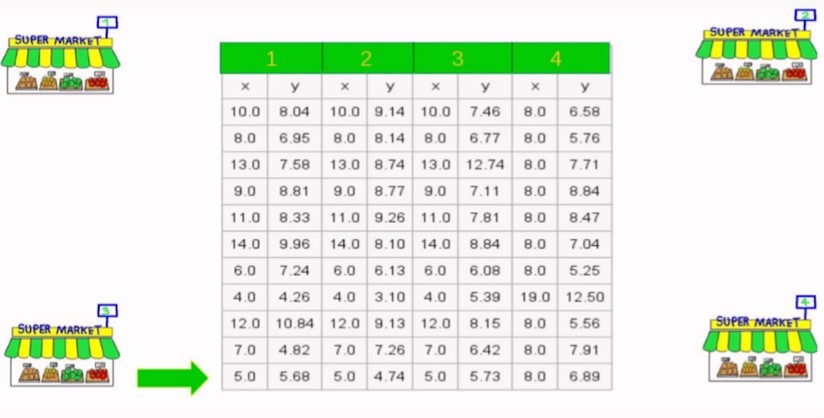 1
SUPER MARKET
2
SUPER MARKET
1 2 3 4
x y x y x y x y
10.0 8.04 10.0 9.14 10.0 7.46 8.0 6.58
8.0 6.95 8.0 8.14 8.0 6.77 8.0 5.76
13.0 7.58 13.0 8.74 13.0 12.74 8.0 7.71
9.0 8.81 9.0 8.77 9.0 7.11 8.0 8.84
11.0 8.33 11.0 9.26 11.0 7.81 8.0 8.47
14.0 9.96 14.0 8.10 14.0 8.84 8.0 7.04
6.0 7.24 6.0 6.13 6.0 6.08 8.0 5.25
4.0 4.26 4.0 3.10 4.0 5.39 19.0 12.50
12.0 10.84 12.0 9.13 12.0 8.15 8.0 5.56
7.0 4.82 7.0 7.26 7.0 6.42 8.0 7.91
5.0 5.68 5.0 4.74 5.0 5.73 8.0 6.89
3
SUPER MARKET
4
SUPER MARKET